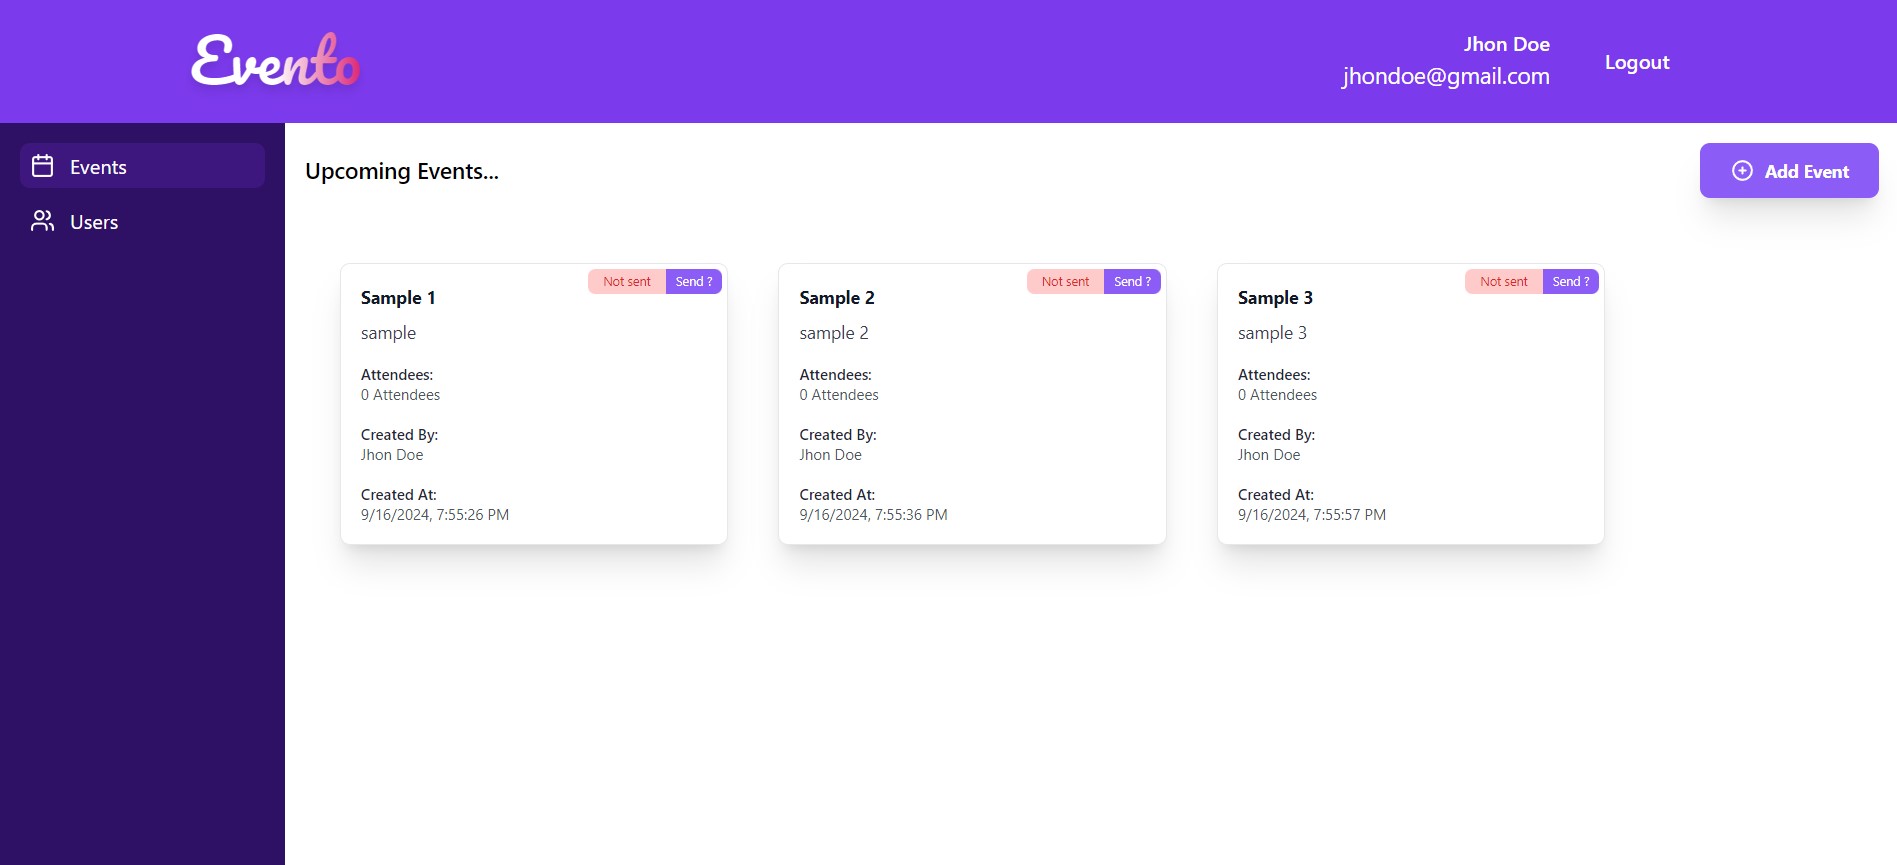 Evento
Jhon Doe
jhondoe@gmail.com
Logout
Events
Users
Upcoming Events...
Add Event
Not sent
Send ?
Sample 1
sample
Attendees:
0 Attendees
Created By:
Jhon Doe
Created At:
9/16/2024, 7:55:26 PM
Not sent
Send ?
Sample 2
sample 2
Attendees:
0 Attendees
Created By:
Jhon Doe
Created At:
9/16/2024, 7:55:36 PM
Not sent
Send ?
Sample 3
sample 3
Attendees:
0 Attendees
Created By:
Jhon Doe
Created At:
9/16/2024, 7:55:57 PM